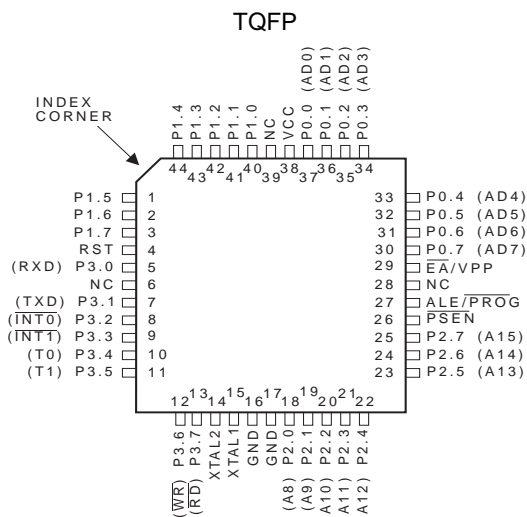 TQFP
INDEX
CORNER
P1.4
P1.3
P1.2
P1.1
P1.0
NC
VCC
P0.0 (AD0)
P0.1 (AD1)
P0.2 (AD2)
P0.3 (AD3)
44
43
42
41
40
39
38
37
36
35
34
P1.5 1
P1.6 2
P1.7 3
RST 4
(RXD) P3.0 5
NC 6
(TXD) P3.1 7
(INT0) P3.2 8
(INT1) P3.3 9
(T0) P3.4 10
(T1) P3.5 11
33 P0.4 (AD4)
32 P0.5 (AD5)
31 P0.6 (AD6)
30 P0.7 (AD7)
29 EA/VPP
28 NC
27 ALE/PROG
26 PSEN
25 P2.7 (A15)
24 P2.6 (A14)
23 P2.5 (A13)
12
13
14
15
16
17
18
19
20
21
22
(WR) P3.6
(RD) P3.7
XTAL2
XTAL1
GND
GND
(A8) P2.0
(A9) P2.1
A10) P2.2
A11) P2.3
A12) P2.4